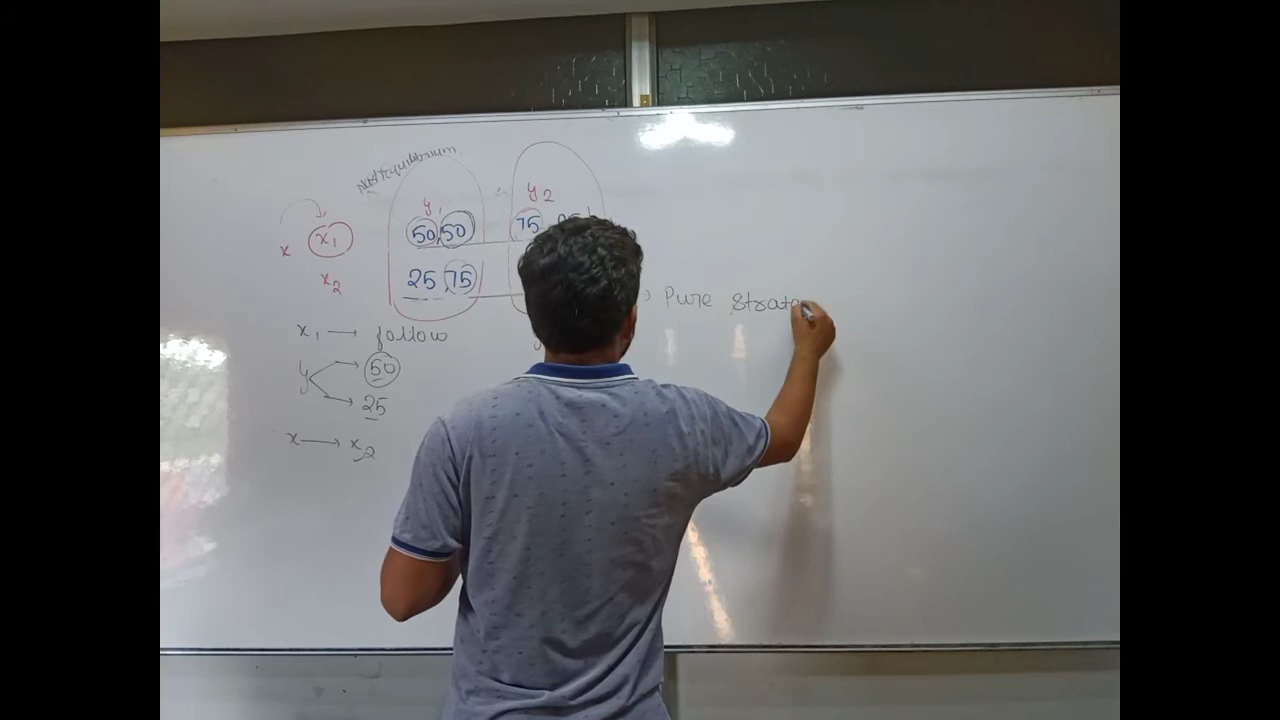 Nash Equilibrium
y1 y2
x x1 50,50 75
x2 25,75
Pure Strate
x1 → follow
y → 50
→ 25
x → x2